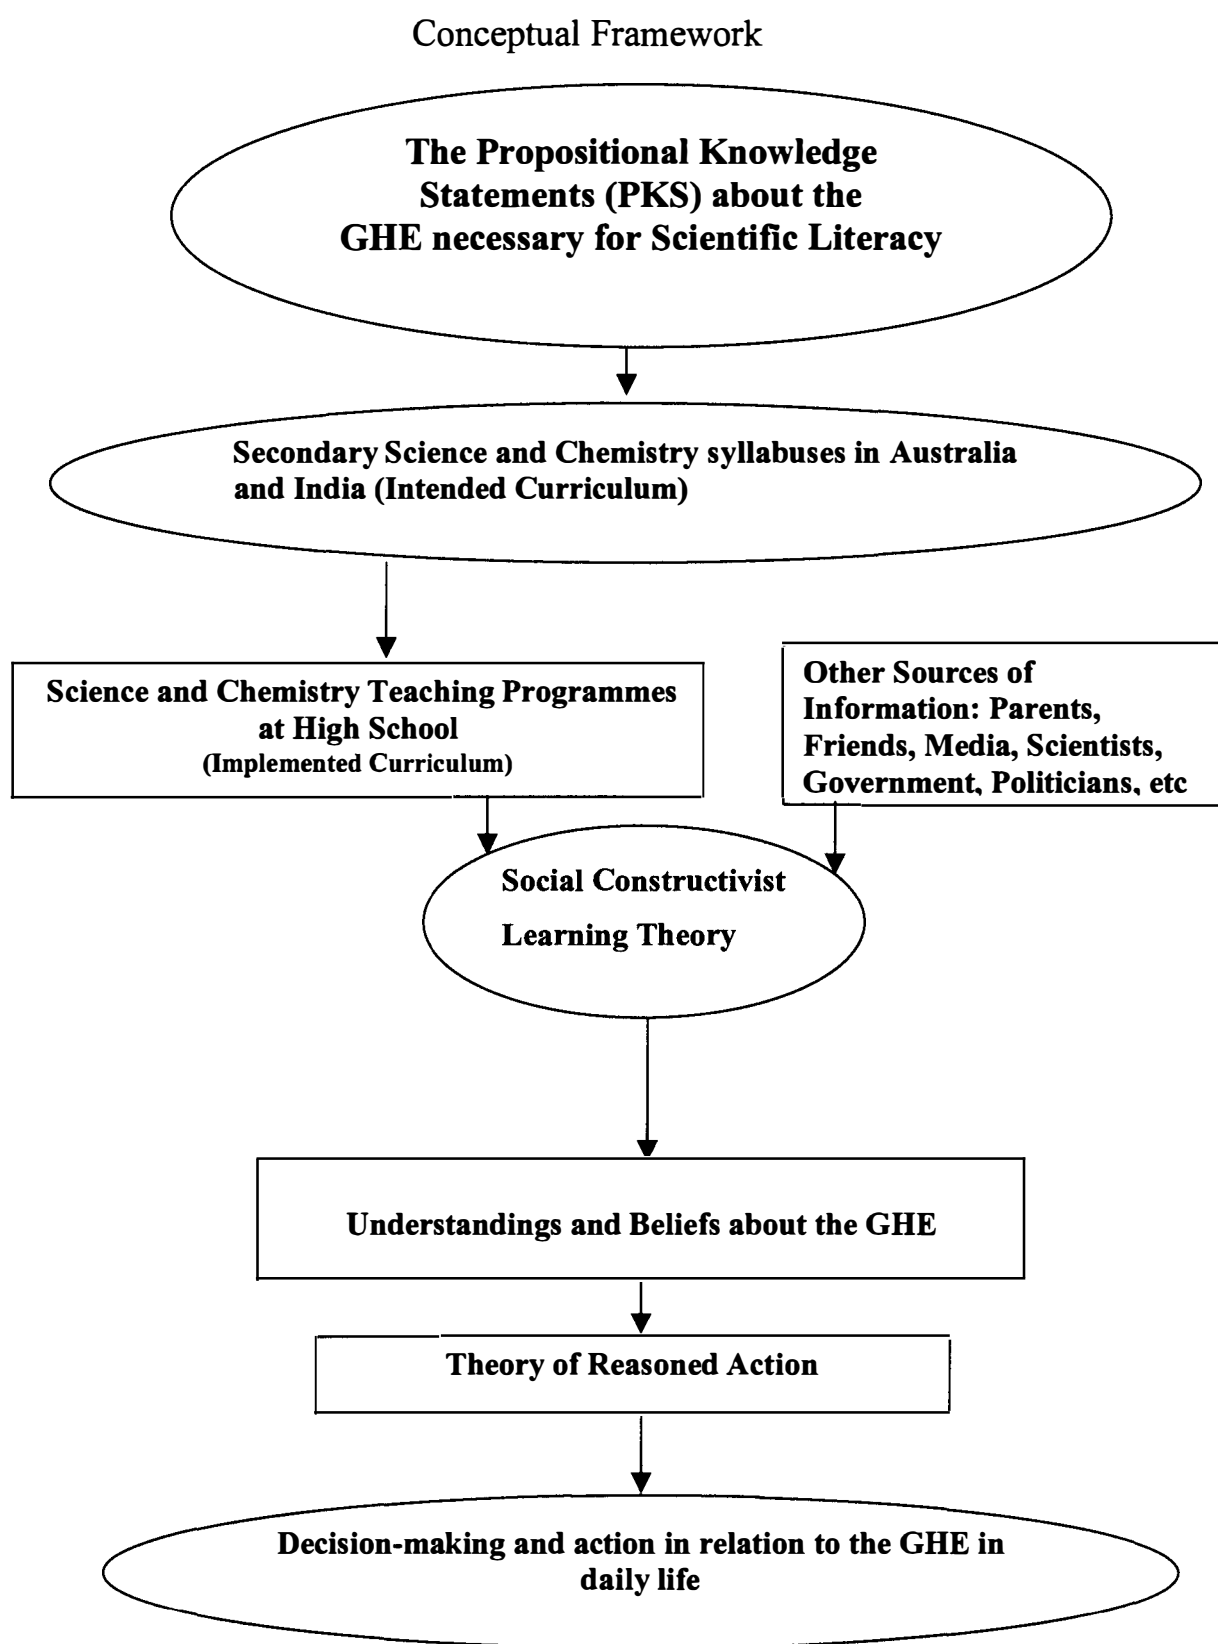 Conceptual Framework
The Propositional Knowledge
Statements (PKS) about the
GHE necessary for Scientific Literacy
Secondary Science and Chemistry syllabuses in Australia
and India (Intended Curriculum)
Science and Chemistry Teaching Programmes
at High School
(Implemented Curriculum)
Other Sources of
Information: Parents,
Friends, Media, Scientists,
Government, Politicians, etc
Social Constructivist
Learning Theory
Understandings and Beliefs about the GHE
Theory of Reasoned Action
Decision-making and action in relation to the GHE in
daily life